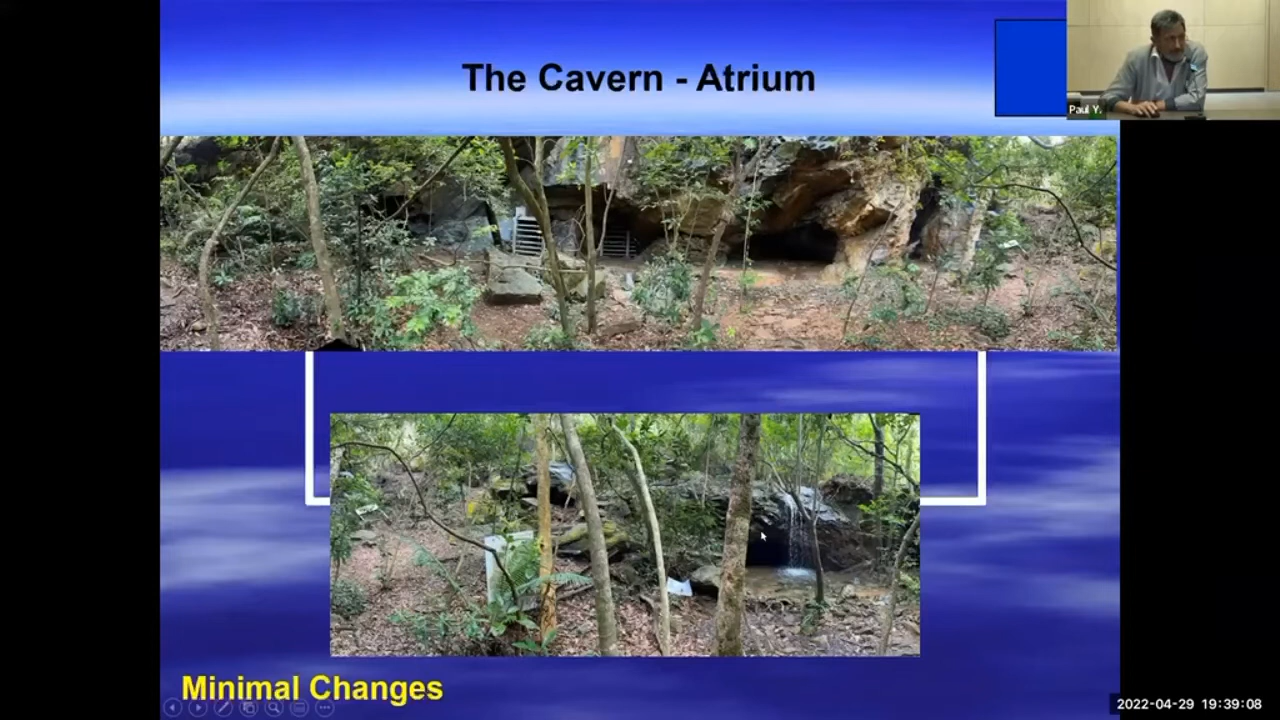 The Cavern - Atrium
Paul Y.
Minimal Changes
2022-04-29 19:39:08